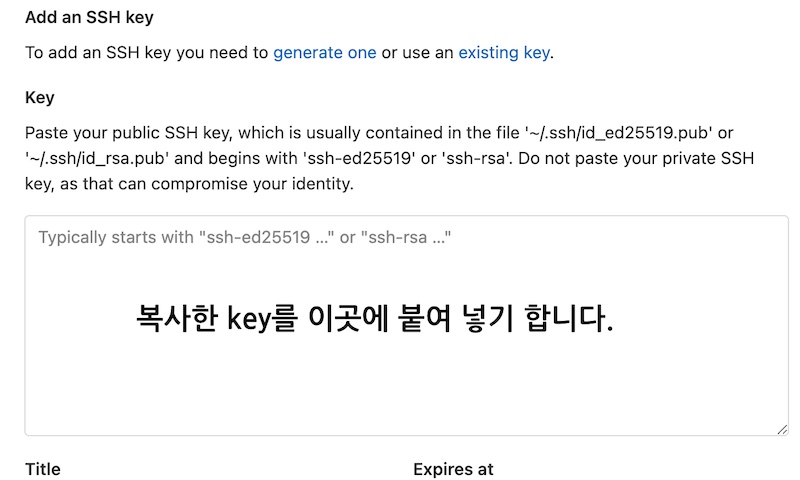 Add an SSH key
To add an SSH key you need to generate one or use an existing key.
Key
Paste your public SSH key, which is usually contained in the file '~/.ssh/id_ed25519.pub' or
'~/.ssh/id_rsa.pub' and begins with 'ssh-ed25519' or 'ssh-rsa'. Do not paste your private SSH
key, as that can compromise your identity.
Typically starts with "ssh-ed25519 ..." or "ssh-rsa ..."
복사한 key를 이곳에 붙여 넣기 합니다.
Title Expires at